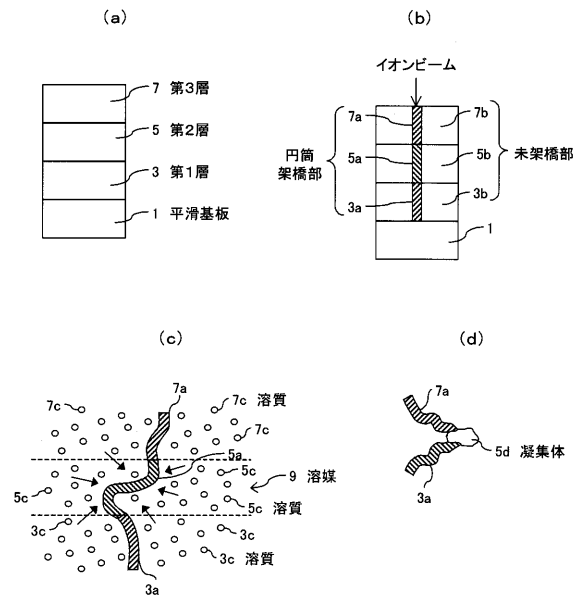 (a)
7 第3層
5 第2層
3 第1層
1 平滑基板
(b)
イオンビーム
7a
7b
円筒
架橋部
5a
5b
未架橋部
3a
3b
1
(c)
7a
7c
7c 溶質
7c
5a
5c
9 溶媒
5c
5c
溶質
3c
3c
3c 溶質
3a
(d)
7a
5d 凝集体
3a